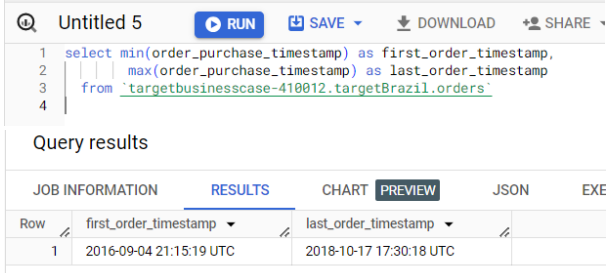 Untitled 5 RUN SAVE DOWNLOAD SHARE
1 select min(order_purchase_timestamp) as first_order_timestamp,
2 max(order_purchase_timestamp) as last_order_timestamp
3 from `targetbusinesscase-410012.targetBrazil.orders`
4
Query results
JOB INFORMATION RESULTS CHART PREVIEW JSON EXE
Row first_order_timestamp last_order_timestamp
1 2016-09-04 21:15:19 UTC 2018-10-17 17:30:18 UTC